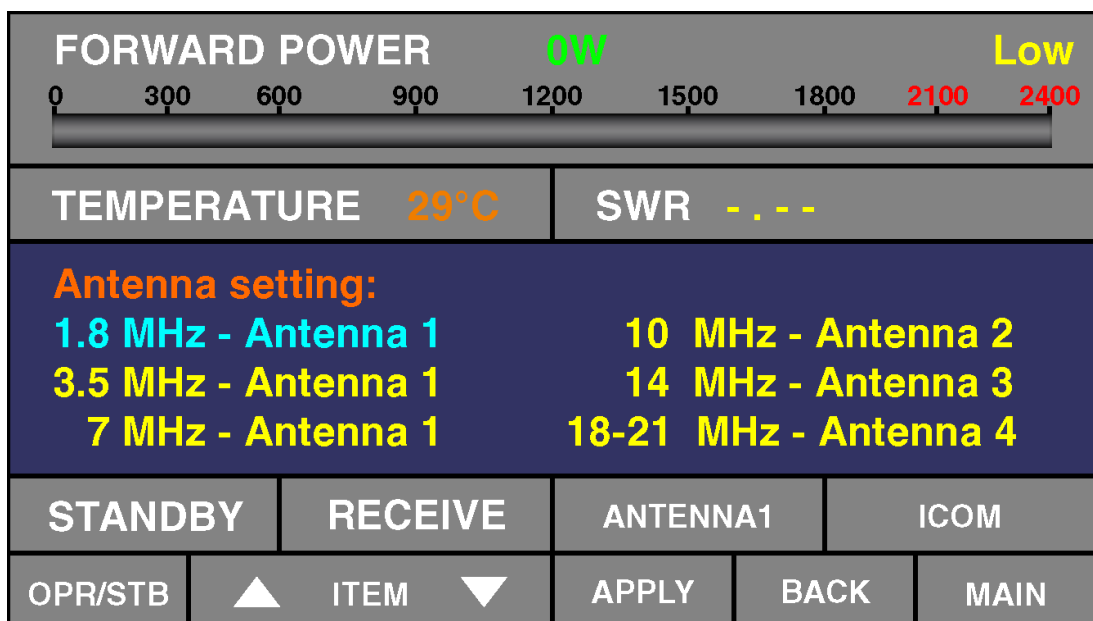 FORWARD POWER 0W Low
0 300 600 900 1200 1500 1800 2100 2400
TEMPERATURE 29°C SWR -.--
Antenna setting:
1.8 MHz - Antenna 1 10 MHz - Antenna 2
3.5 MHz - Antenna 1 14 MHz - Antenna 3
7 MHz - Antenna 1 18-21 MHz - Antenna 4
STANDBY RECEIVE ANTENNA1 ICOM
OPR/STB ▲ ITEM ▼ APPLY BACK MAIN